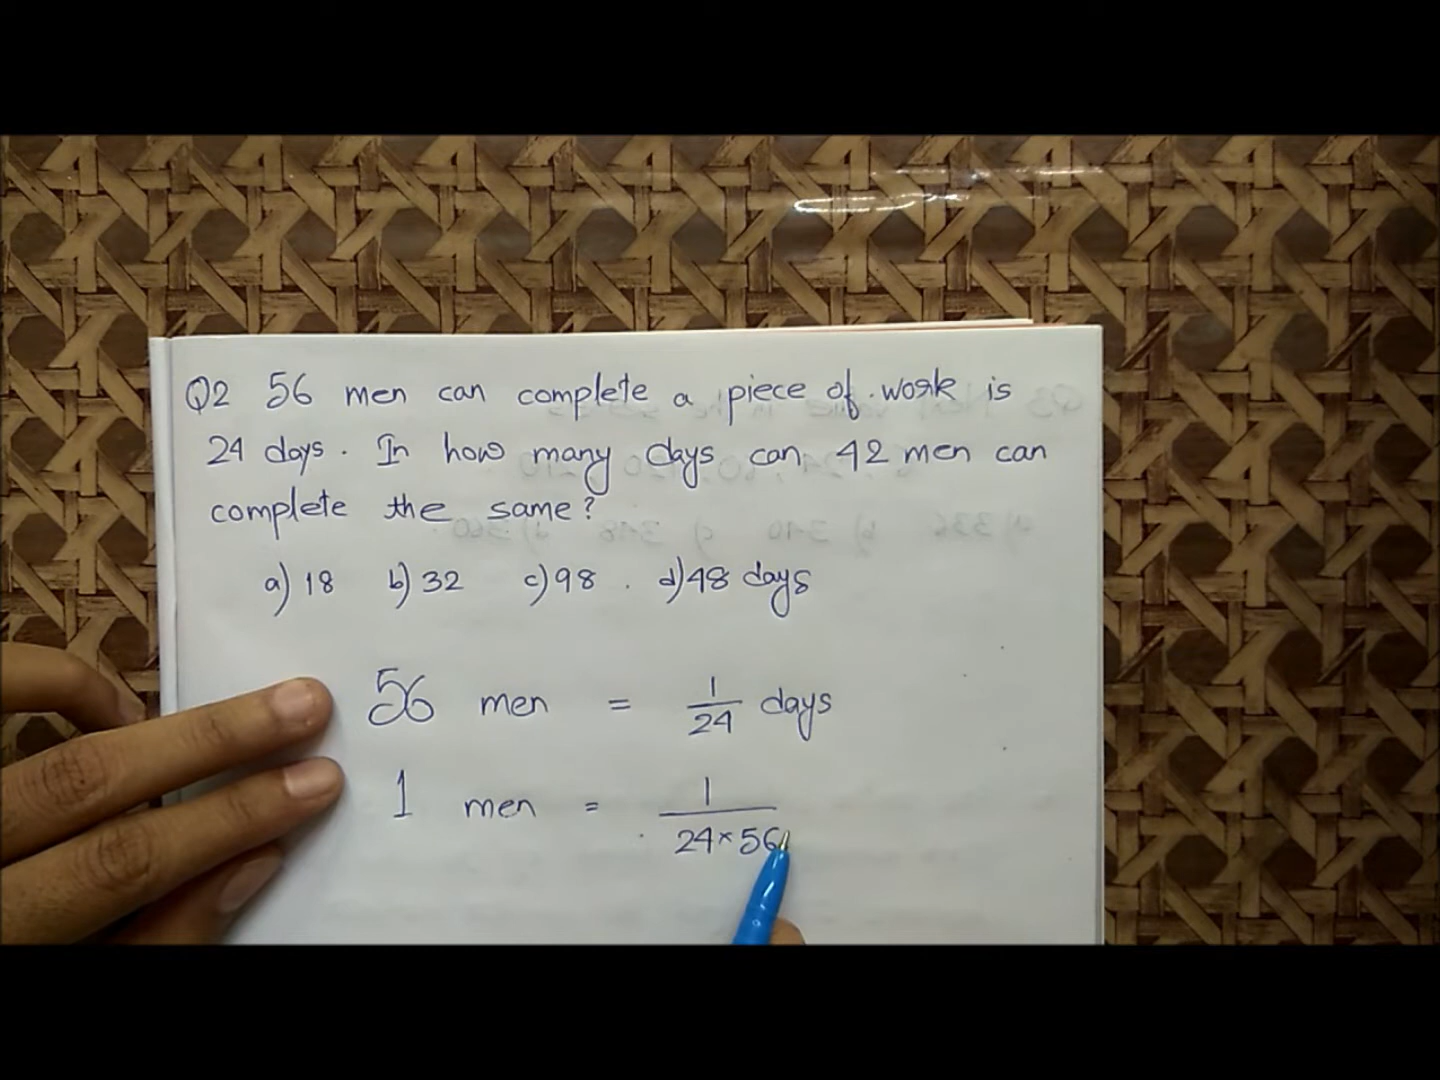 Q2 56 men can complete a piece of work is
24 days. In how many days can 42 men can
complete the same?
a) 18 b) 32 c) 98 . d) 48 days
56 men = 1/24 days
1 men = 1/24×56